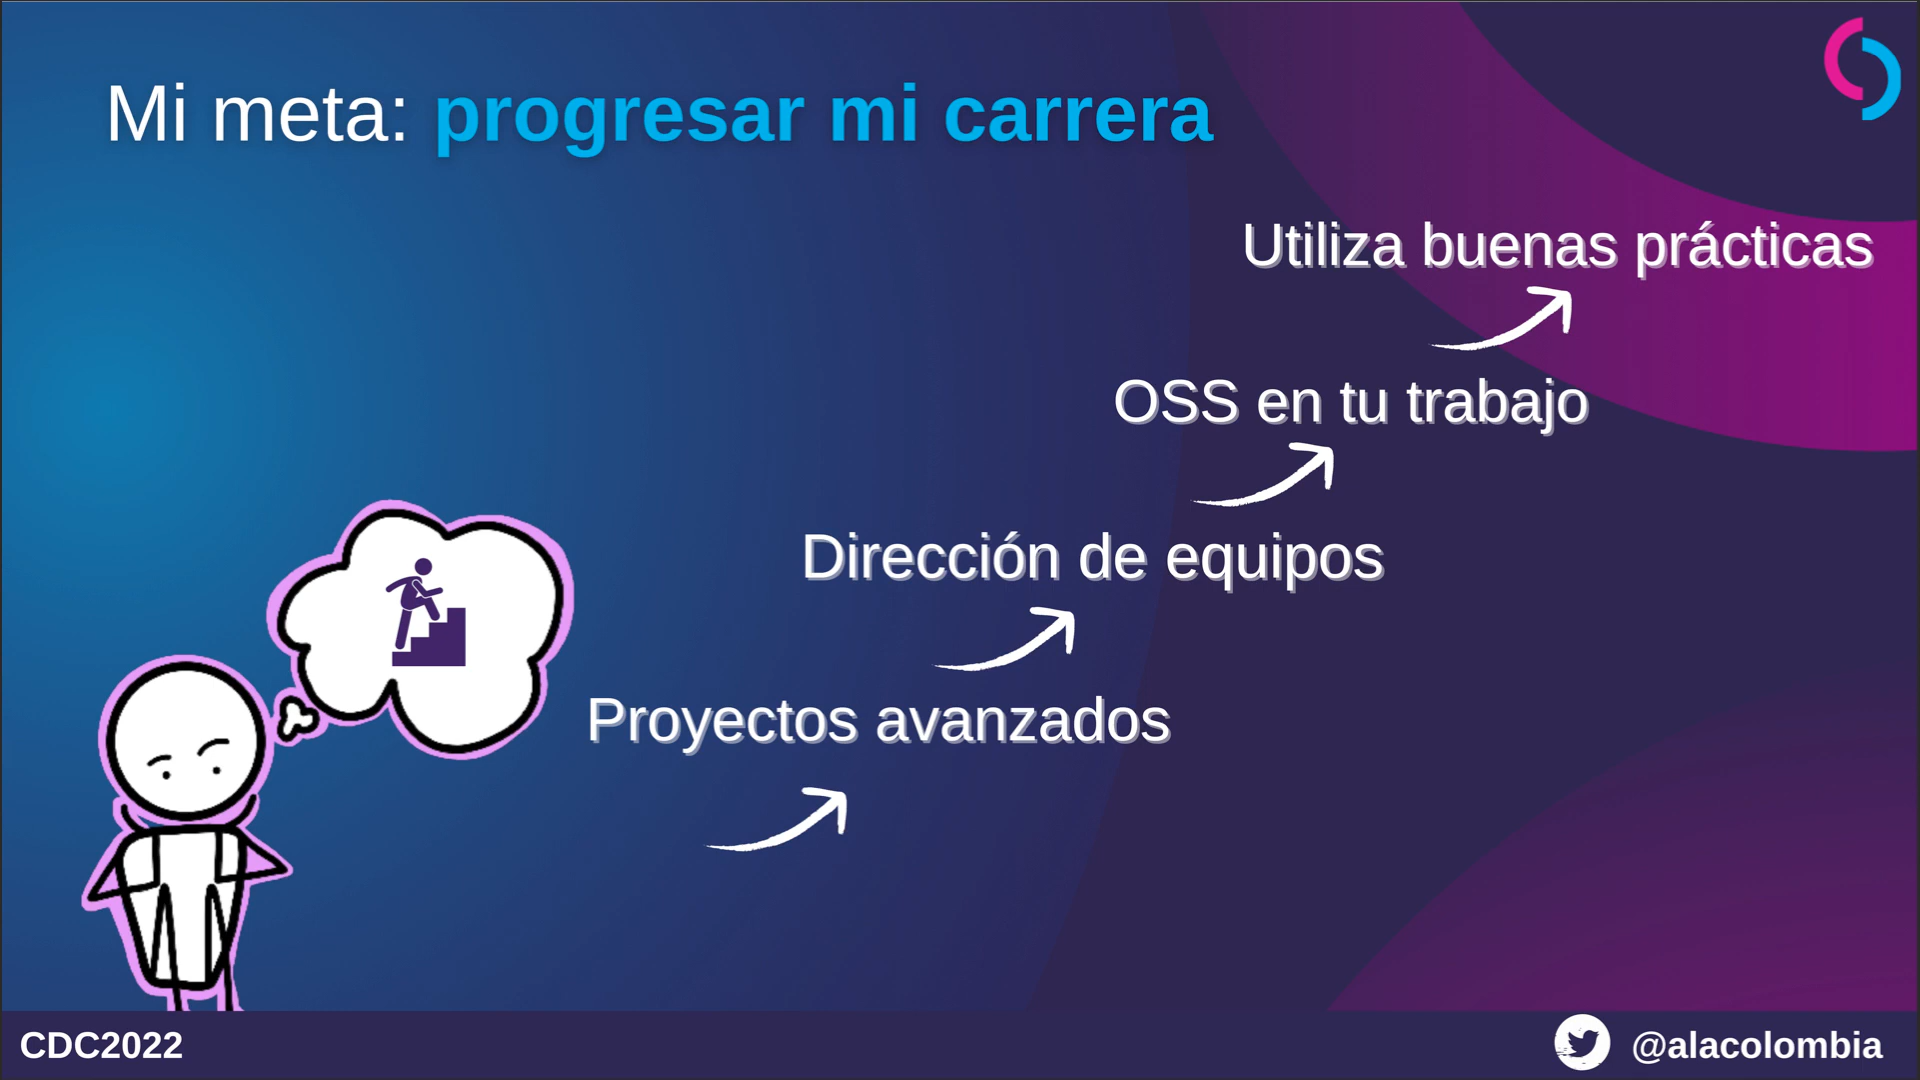 Mi meta: progresar mi carrera
Utiliza buenas prácticas
OSS en tu trabajo
Dirección de equipos
Proyectos avanzados
CDC2022
@alacolombia